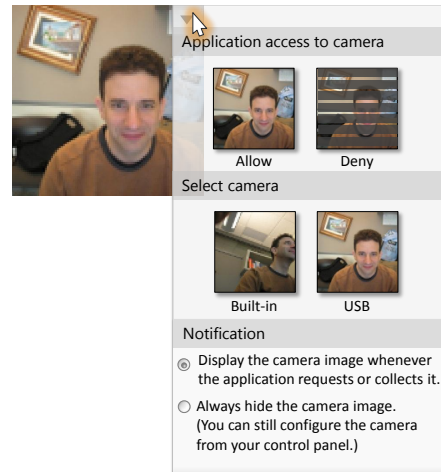 Application access to camera
Allow
Deny
Select camera
Built-in
USB
Notification
Display the camera image whenever
the application requests or collects it.
Always hide the camera image.
(You can still configure the camera
from your control panel.)